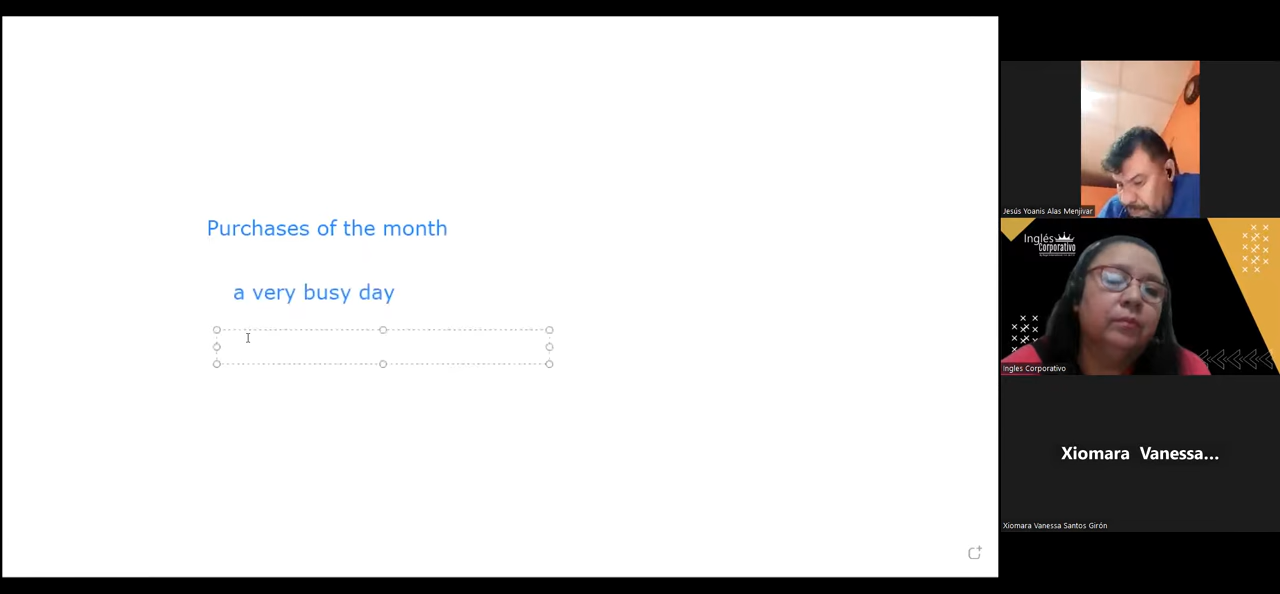 Purchases of the month
a very busy day
Jesús Yoanis Alas Menjivar
Inglés
Corporativo
Ingles Corporativo
Xiomara Vanessa...
Xiomara Vanessa Santos Girón